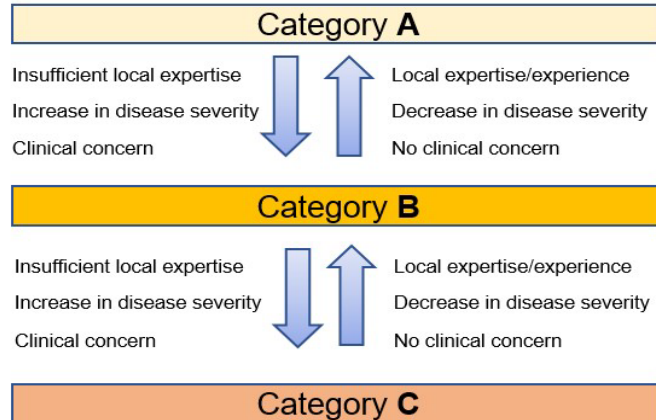 Category A
Insufficient local expertise
Increase in disease severity
Clinical concern
Local expertise/experience
Decrease in disease severity
No clinical concern
Category B
Insufficient local expertise
Increase in disease severity
Clinical concern
Local expertise/experience
Decrease in disease severity
No clinical concern
Category C